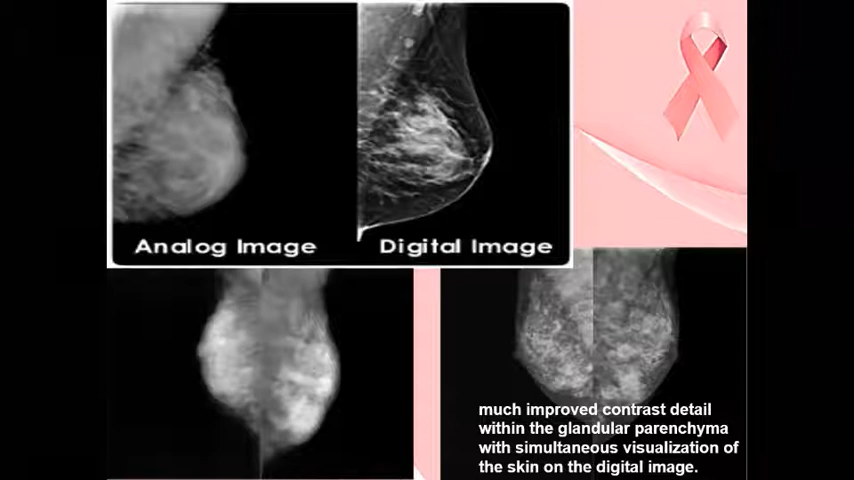 Analog Image
Digital Image
much improved contrast detail
within the glandular parenchyma
with simultaneous visualization of
the skin on the digital image.